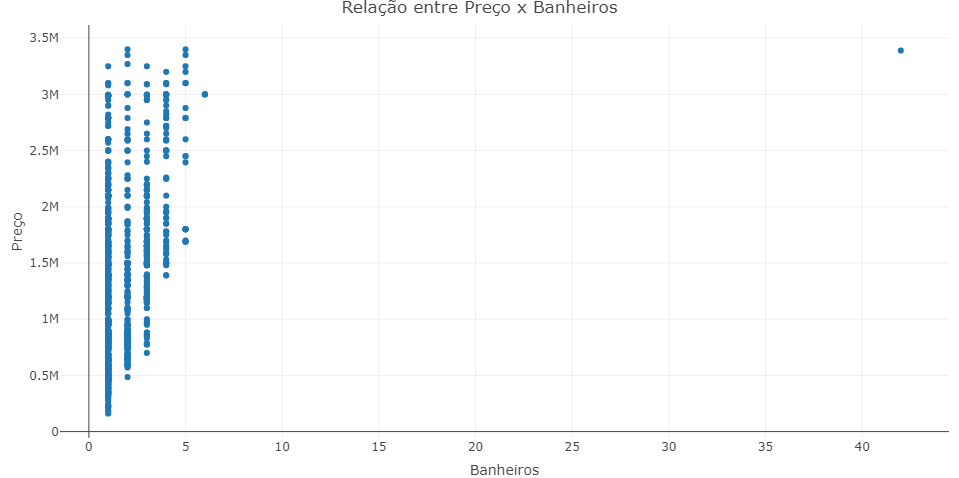 Relação entre Preço x Banheiros
3.5M
3M
2.5M
2M
1.5M
1M
0.5M
0
Preço
0 5 10 15 20 25 30 35 40
Banheiros